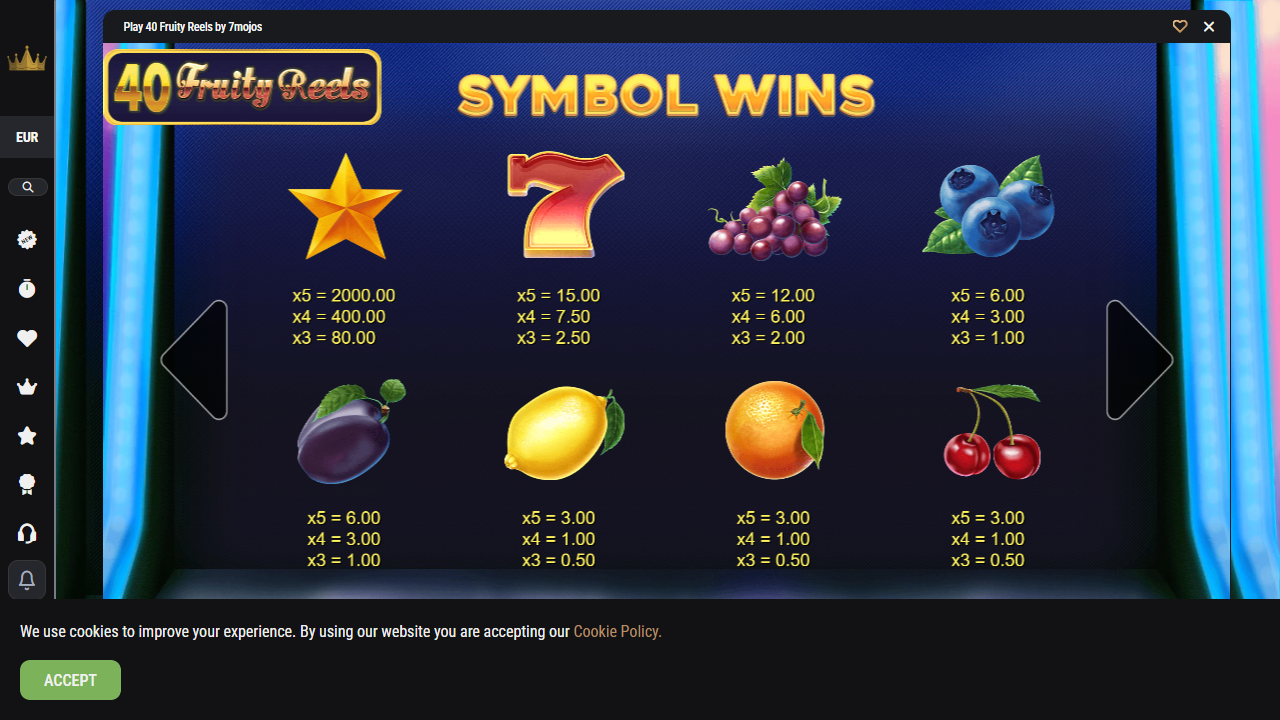 Play 40 Fruity Reels by 7mojos
40 Fruity Reels
SYMBOL WINS
EUR
NEW
7
x5 = 2000.00
x4 = 400.00
x3 = 80.00
x5 = 15.00
x4 = 7.50
x3 = 2.50
x5 = 12.00
x4 = 6.00
x3 = 2.00
x5 = 6.00
x4 = 3.00
x3 = 1.00
x5 = 6.00
x4 = 3.00
x3 = 1.00
x5 = 3.00
x4 = 1.00
x3 = 0.50
x5 = 3.00
x4 = 1.00
x3 = 0.50
x5 = 3.00
x4 = 1.00
x3 = 0.50
We use cookies to improve your experience. By using our website you are accepting our Cookie Policy.
ACCEPT